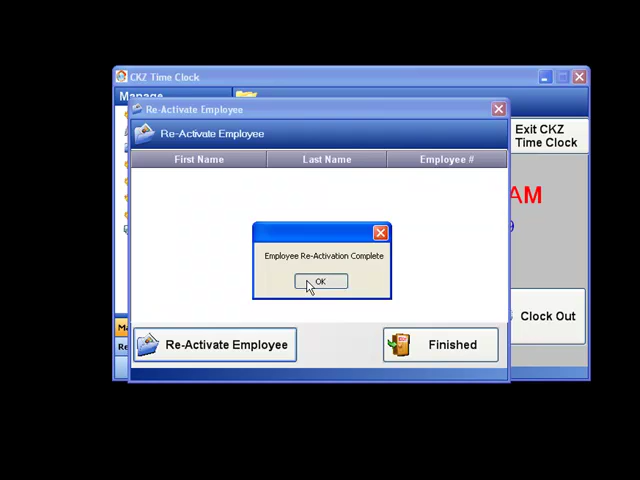 CKZ Time Clock
Manage
Re-Activate Employee
Re-Activate Employee
First Name
Last Name
Employee #
Exit CKZ
Time Clock
AM
9
Employee Re-Activation Complete
OK
Clock Out
Re-Activate Employee
Finished